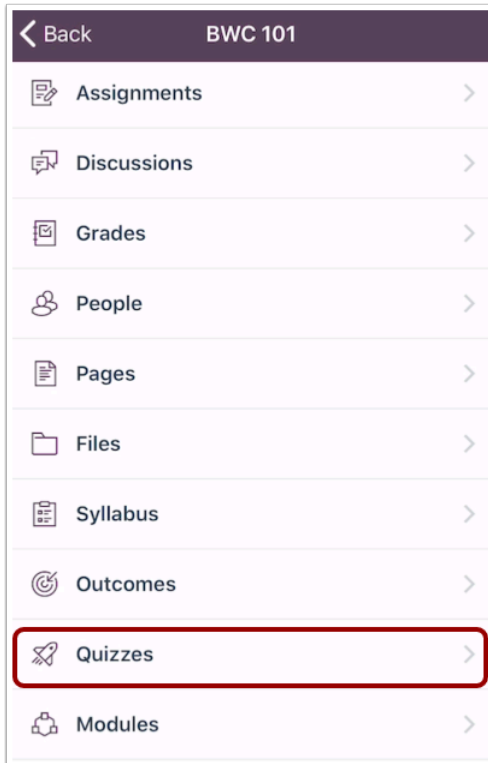 Back BWC 101
Assignments
Discussions
Grades
People
Pages
Files
Syllabus
Outcomes
Quizzes
Modules